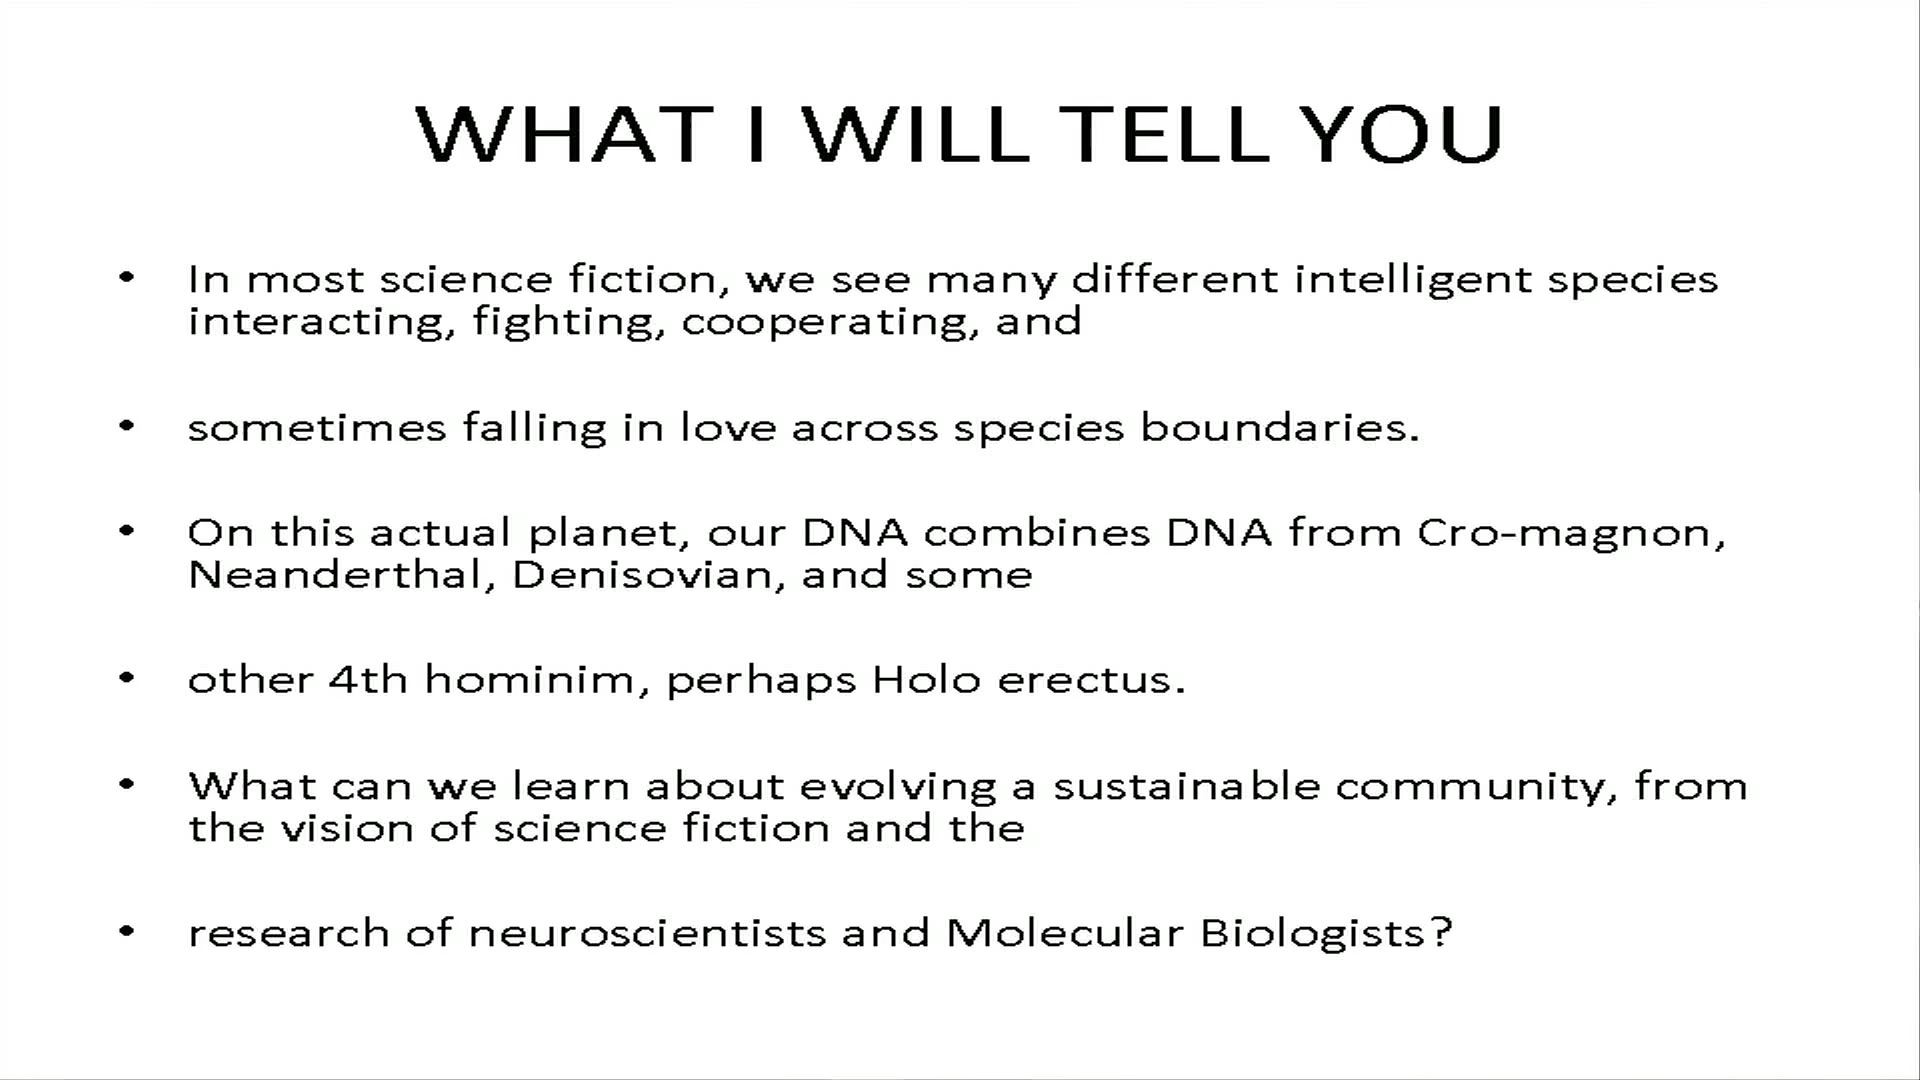 WHAT I WILL TELL YOU
• In most science fiction, we see many different intelligent species
interacting, fighting, cooperating, and
• sometimes falling in love across species boundaries.
• On this actual planet, our DNA combines DNA from Cro-magnon,
Neanderthal, Denisovian, and some
• other 4th hominim, perhaps Holo erectus.
• What can we learn about evolving a sustainable community, from
the vision of science fiction and the
• research of neuroscientists and Molecular Biologists?